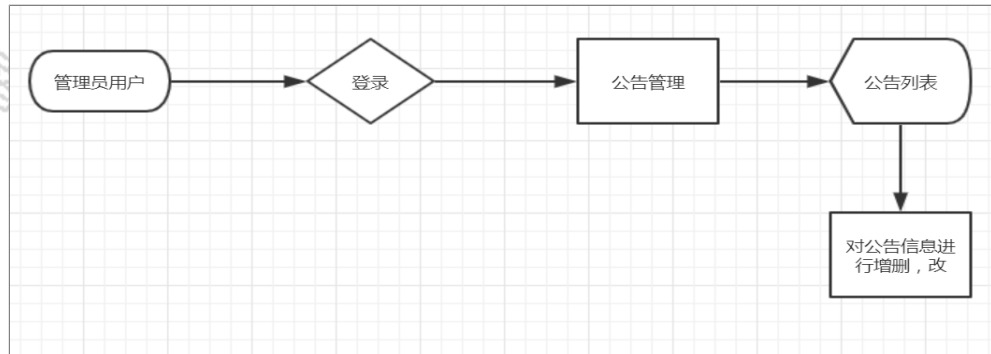 管理员用户
登录
公告管理
公告列表
对公告信息进
行增删，改